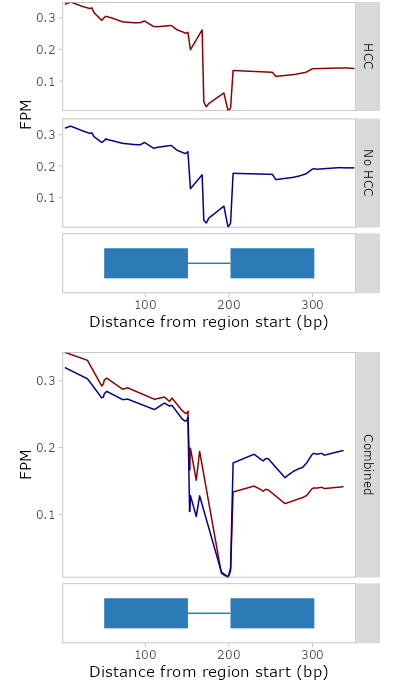 0.3
0.2
0.1
HCC
FPM
0.3
0.2
0.1
No HCC
100
200
300
Distance from region start (bp)
0.3
0.2
0.1
FPM
Combined
100
200
300
Distance from region start (bp)